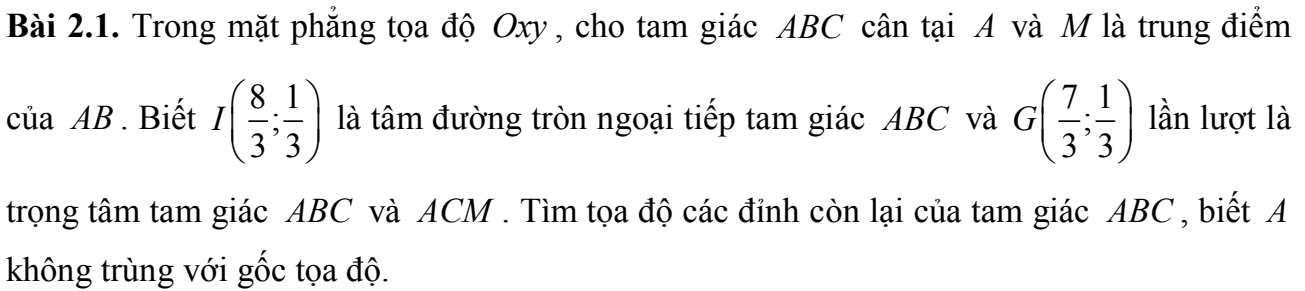 Bài 2.1. Trong mặt phẳng tọa độ Oxy, cho tam giác ABC cân tại A và M là trung điểm
của AB. Biết I(8/3; 1/3) là tâm đường tròn ngoại tiếp tam giác ABC và G(7/3; 1/3) lần lượt là
trọng tâm tam giác ABC và ACM. Tìm tọa độ các đỉnh còn lại của tam giác ABC, biết A
không trùng với gốc tọa độ.